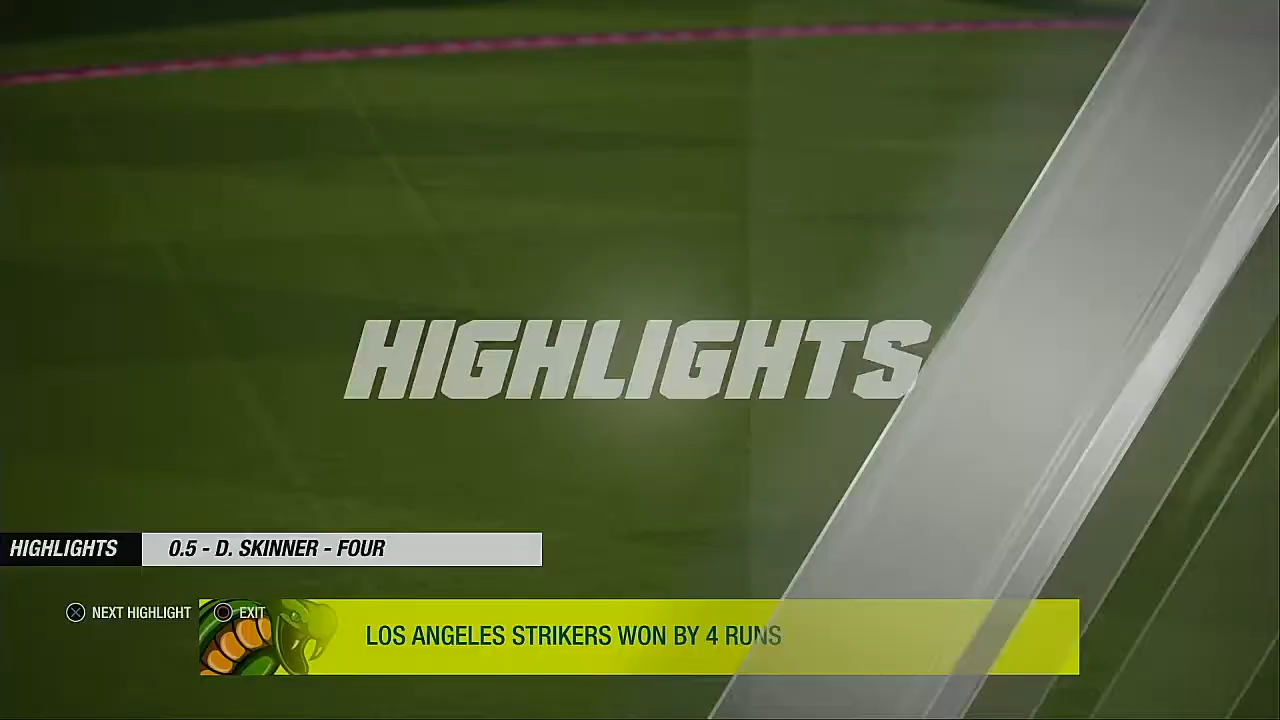 HIGHLIGHTS
HIGHLIGHTS 0.5 - D. SKINNER - FOUR
NEXT HIGHLIGHT EXIT
LOS ANGELES STRIKERS WON BY 4 RUNS